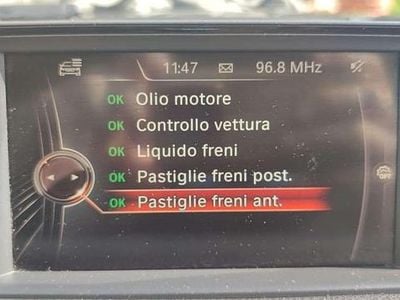 11:47 96.8 MHz
OK Olio motore
OK Controllo vettura
OK Liquido freni
OK Pastiglie freni post.
OK Pastiglie freni ant.
OFF